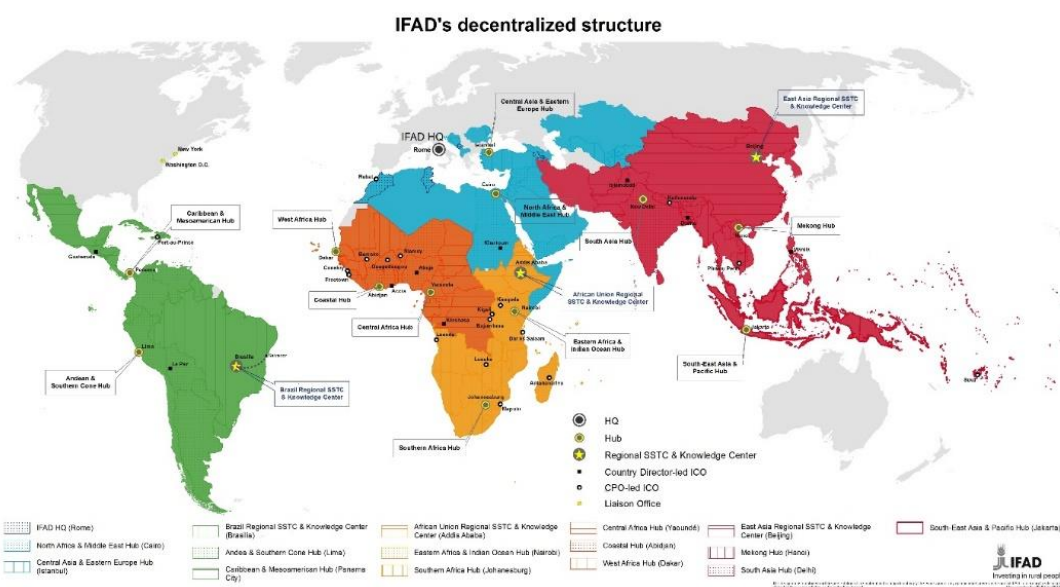 IFAD's decentralized structure
Central Asia & Eastern
Europe Hub
East Asia Regional SSTC
& Knowledge Center
IFAD HQ
Rome
Istanbul
Beijing
New York
Washington D.C.
Rabat
Cairo
Islamabad
New Delhi
Kathmandu
Dhaka
North Africa &
Middle East Hub
Caribbean &
Mesoamerican Hub
West Africa Hub
Mekong Hub
South Asia Hub
Port-au-Prince
Guatemala
Panama
Khartoum
Addis Ababa
Dakar
Bamako
Niamey
Ouagadougou
Abuja
Conakry
Freetown
Manila
Phnom Penh
African Union Regional
SSTC & Knowledge Center
Coastal Hub
Abidjan
Accra
Yaoundé
Central Africa Hub
Kampala
Nairobi
Kigali
Bujumbura
Kinshasa
Luanda
Dar es Salaam
Eastern Africa &
Indian Ocean Hub
Jakarta
South-East Asia &
Pacific Hub
Lima
La Paz
Brasilia
Salvador
Andean &
Southern Cone Hub
Brazil Regional SSTC
& Knowledge Center
Lusaka
Antananarivo
Johannesburg
Maputo
Suva
Southern Africa Hub
HQ
Hub
Regional SSTC & Knowledge Center
Country Director-led ICO
CPO-led ICO
Liaison Office
IFAD HQ (Rome)
North Africa & Middle East Hub (Cairo)
Central Asia & Eastern Europe Hub
(Istanbul)
Brazil Regional SSTC & Knowledge Center
(Brasilia)
Andea & Southern Cone Hub (Lima)
Caribbean & Mesoamerican Hub (Panama
City)
African Union Regional SSTC & Knowledge
Center (Addis Ababa)
Eastern Africa & Indian Ocean Hub (Nairobi)
Southern Africa Hub (Johanesburg)
Central Africa Hub (Yaoundé)
Coastal Hub (Abidjan)
West Africa Hub (Dakar)
East Asia Regional SSTC & Knowledge
Center (Beijing)
Mekong Hub (Hanoi)
South Asia Hub (Delhi)
South-East Asia & Pacific Hub (Jakarta)
IFAD
Investing in rural people